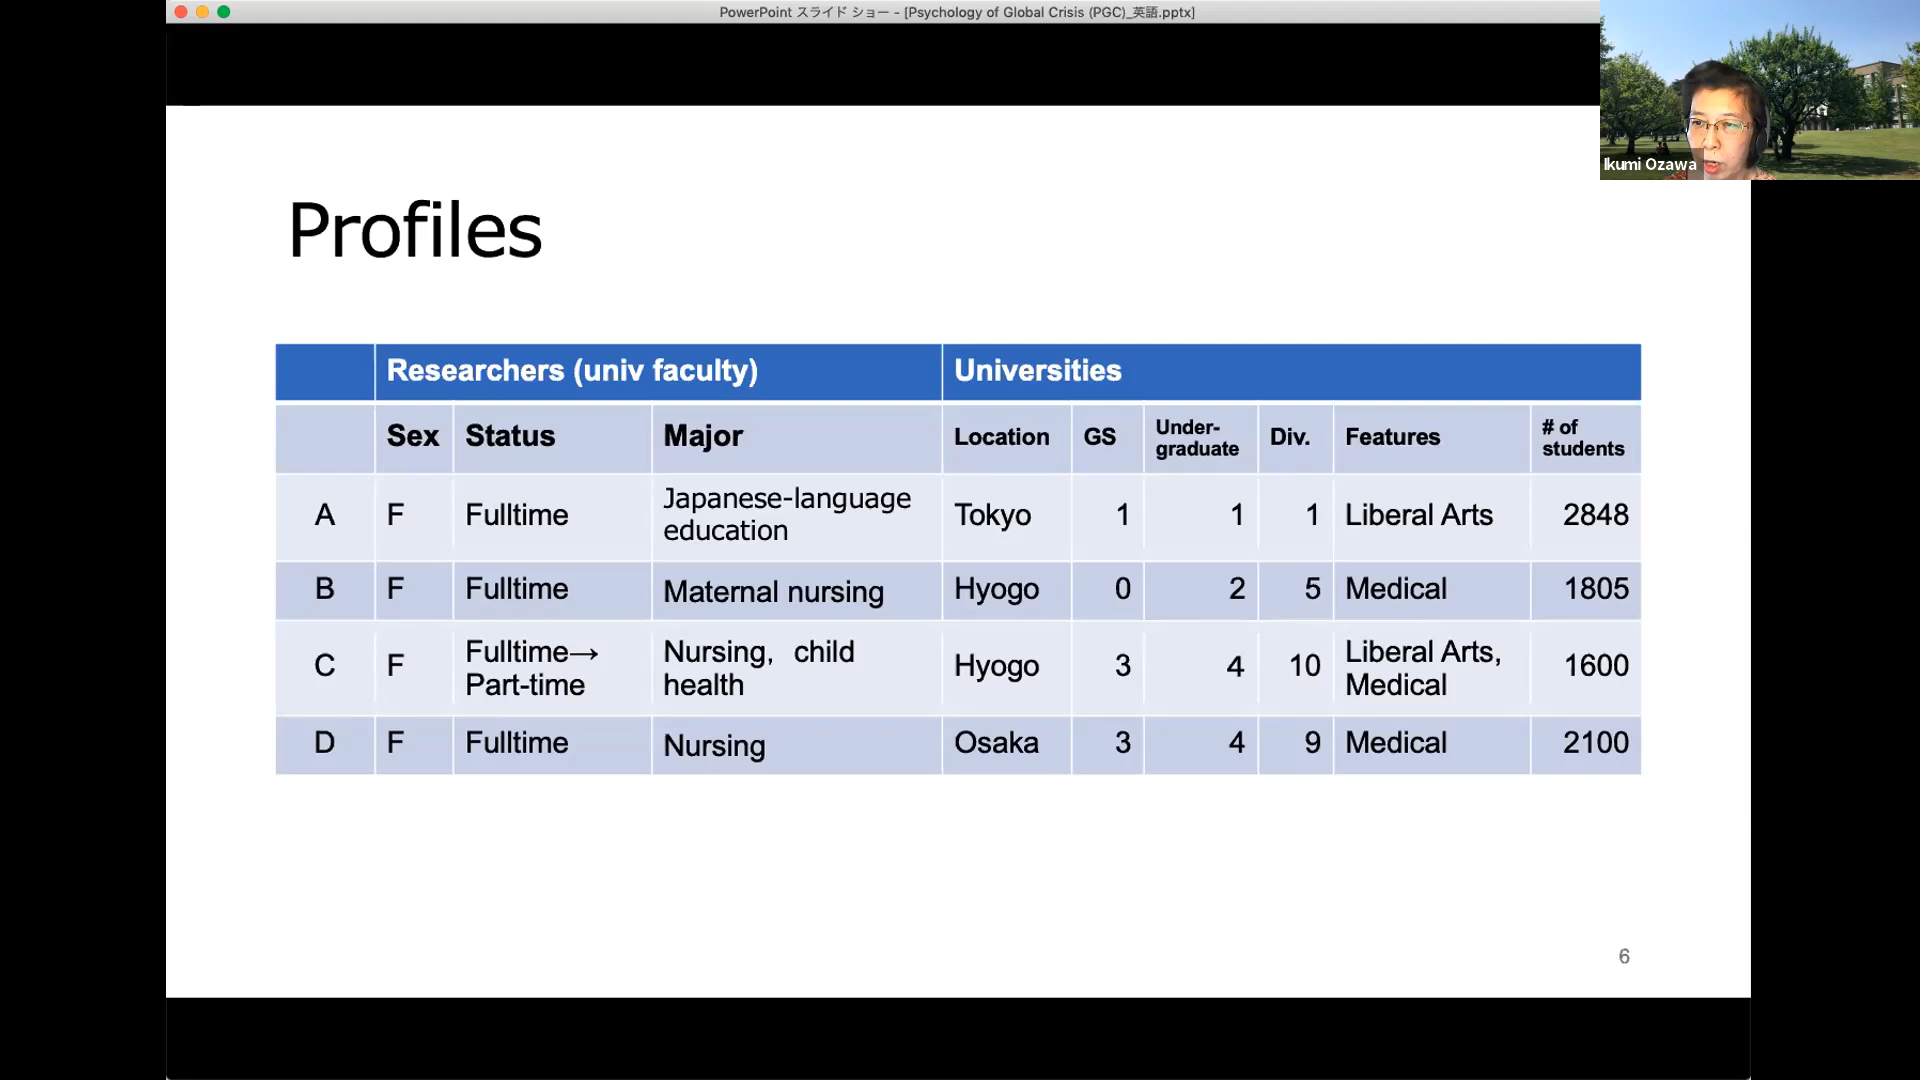 PowerPoint スライド ショー - [Psychology of Global Crisis (PGC)_英語.pptx]
Ikumi Ozawa
Profiles
Researchers (univ faculty) Universities
Sex Status Major Location GS Under-graduate Div. Features # of students
A F Fulltime Japanese-language education Tokyo 1 1 1 Liberal Arts 2848
B F Fulltime Maternal nursing Hyogo 0 2 5 Medical 1805
C F Fulltime→ Part-time Nursing, child health Hyogo 3 4 10 Liberal Arts, Medical 1600
D F Fulltime Nursing Osaka 3 4 9 Medical 2100
6